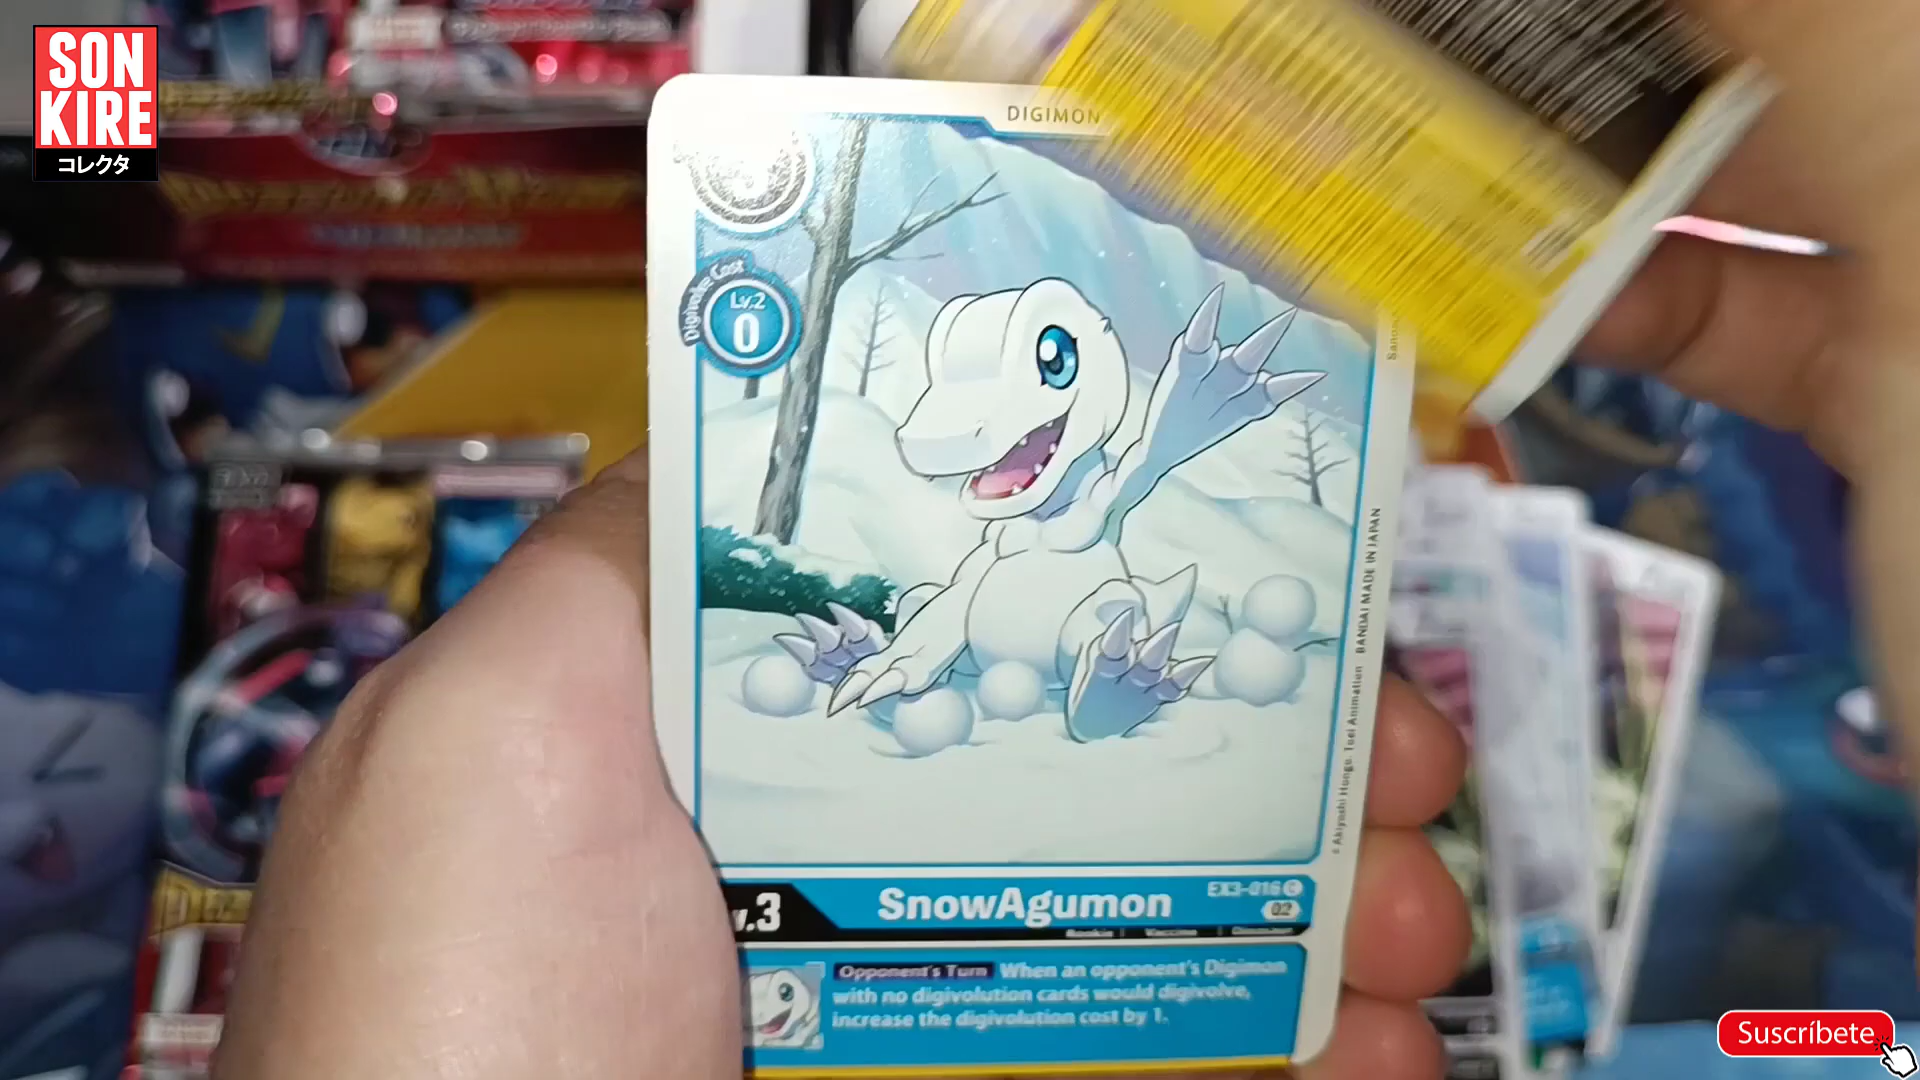 SON
KIRE
コレクタ
DIGIMON
Digivolve Cost
Lv.2
0
BANDAI MADE IN JAPAN
©Akiyoshi Hongo, Toei Animation
.3
SnowAgumon
EX3-016 C
02
Rookie | Vaccine | Dinosaur
Opponent's Turn When an opponent's Digimon
with no digivolution cards would digivolve,
increase the digivolution cost by 1.
Suscríbete